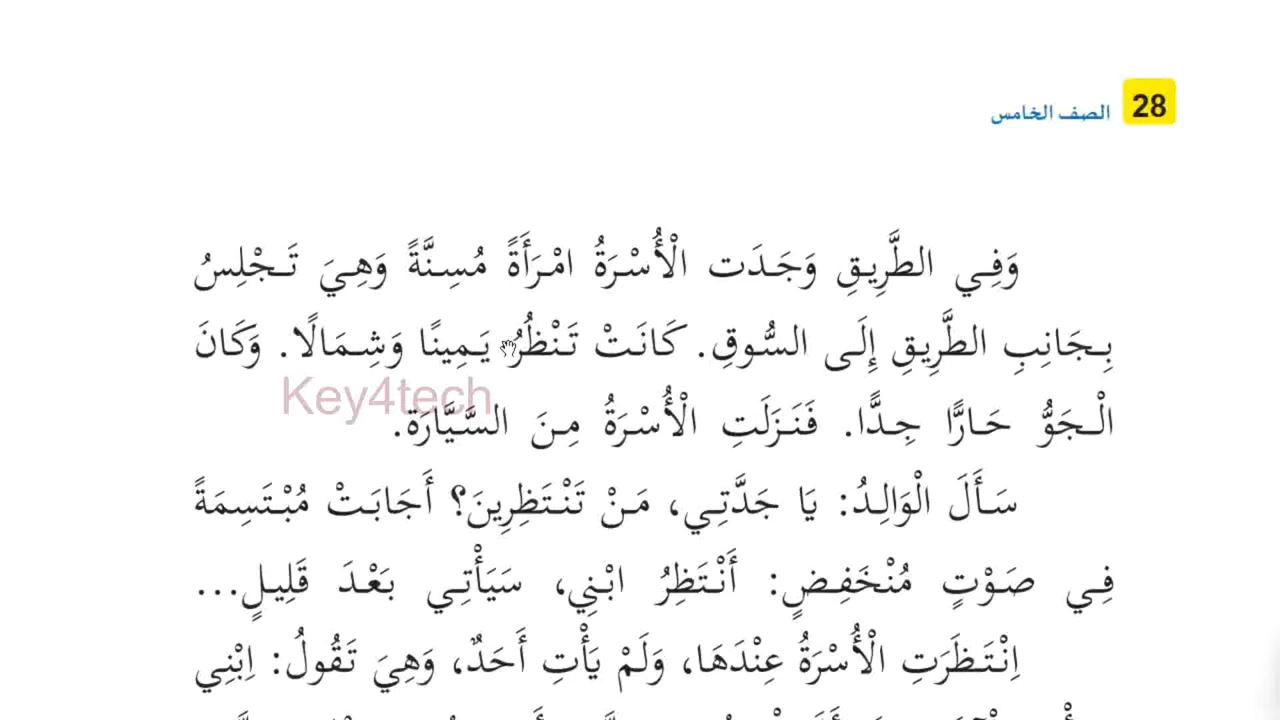 28 الصف الخامس
وَفِي الطَّرِيقِ وَجَدَت الْأُسْرَةُ امْرَأَةً مُسِنَّةً وَهِيَ تَجْلِسُ
بِجَانِبِ الطَّرِيقِ إِلَى السُّوقِ. كَانَتْ تَنْظُرُ يَمِينًا وَشِمَالًا. وَكَانَ
Key4tech
الْجَوُّ حَارًّا جِدًّا. فَنَزَلَتِ الْأُسْرَةُ مِنَ السَّيَّارَة.
سَأَلَ الْوَالِدُ: يَا جَدَّتِي، مَنْ تَنْتَظِرِينَ؟ أَجَابَتْ مُبْتَسِمَةً
فِي صَوْتٍ مُنْخَفِضٍ: أَنْتَظِرُ ابْنِي، سَيَأْتِي بَعْدَ قَلِيلٍ...
اِنْتَظَرَتِ الْأُسْرَةُ عِنْدَهَا، وَلَمْ يَأْتِ أَحَدٌ، وَهِيَ تَقُولُ: اِبْنِي